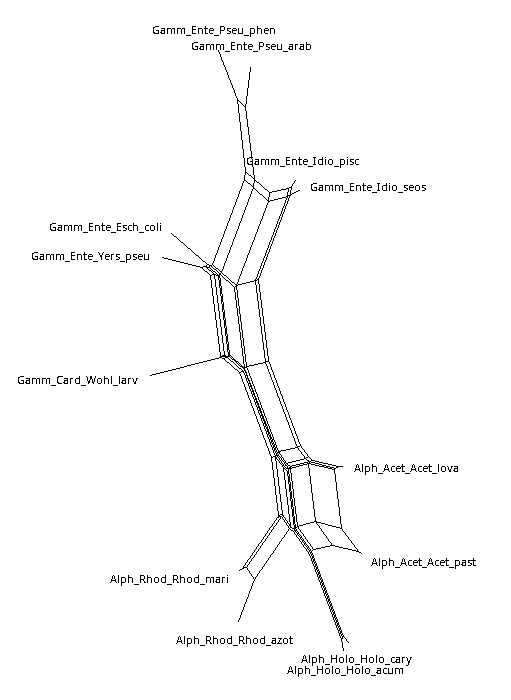 Gamm_Ente_Pseu_phen
Gamm_Ente_Pseu_arab
Gamm_Ente_Idio_pisc
Gamm_Ente_Idio_seos
Gamm_Ente_Esch_coli
Gamm_Ente_Yers_pseu
Gamm_Card_Wohl_larv
Alph_Acet_Acet_lova
Alph_Acet_Acet_past
Alph_Rhod_Rhod_mari
Alph_Rhod_Rhod_azot
Alph_Holo_Holo_cary
Alph_Holo_Holo_acum